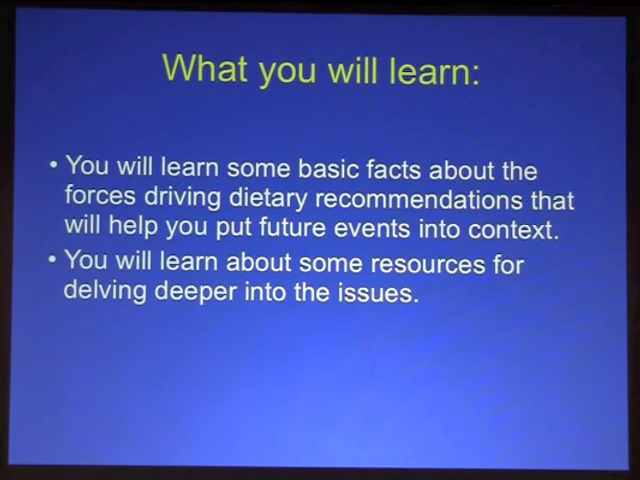 What you will learn:
• You will learn some basic facts about the
forces driving dietary recommendations that
will help you put future events into context.
• You will learn about some resources for
delving deeper into the issues.